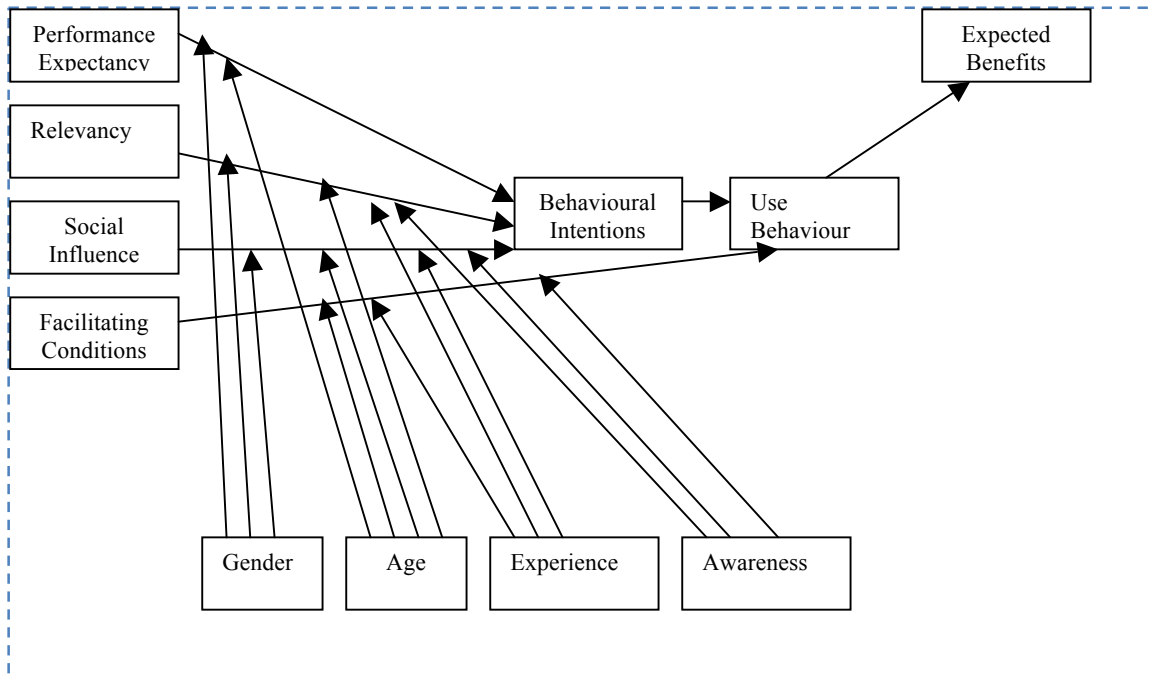 Performance
Expectancy
Expected
Benefits
Relevancy
Behavioural
Intentions
Use
Behaviour
Social
Influence
Facilitating
Conditions
Gender
Age
Experience
Awareness